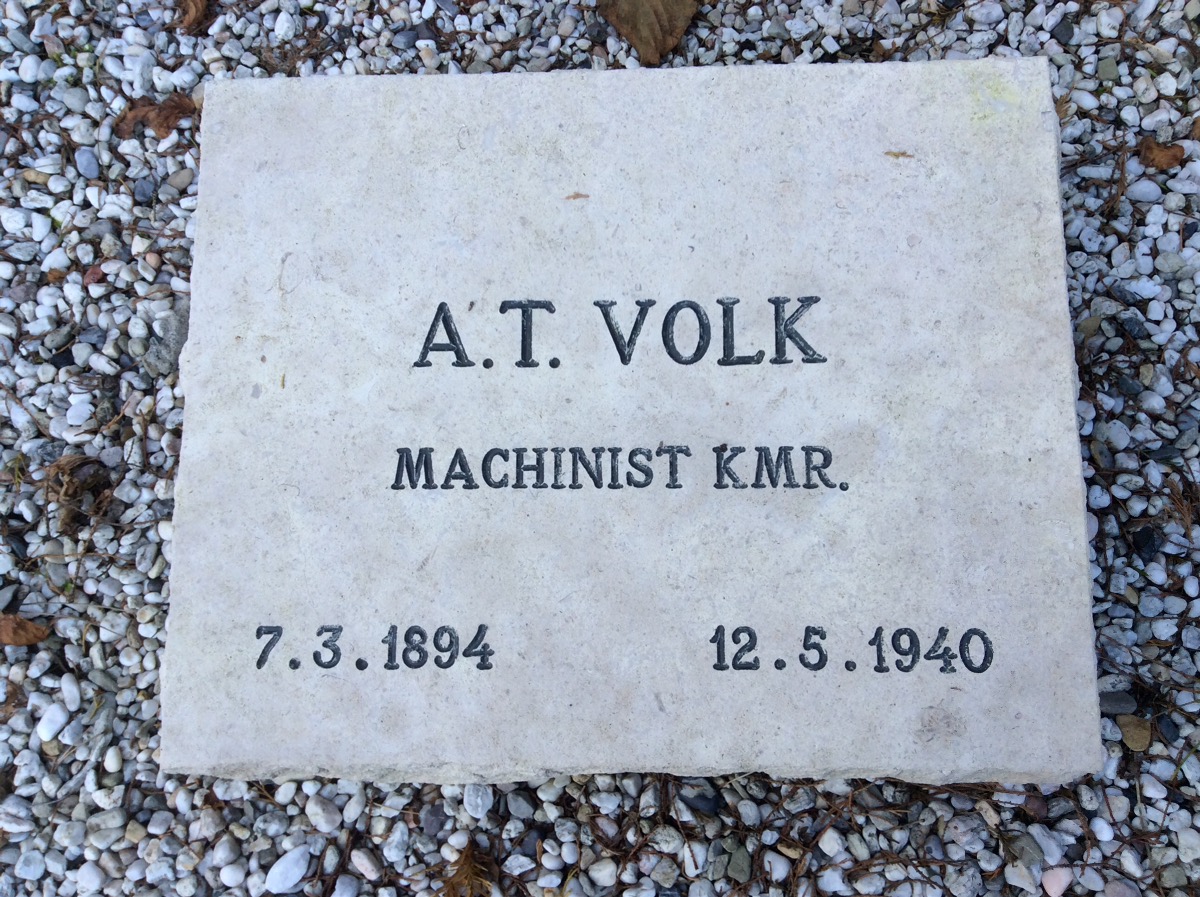 A.T. VOLK
MACHINIST KMR.
7.3.1894 12.5.1940